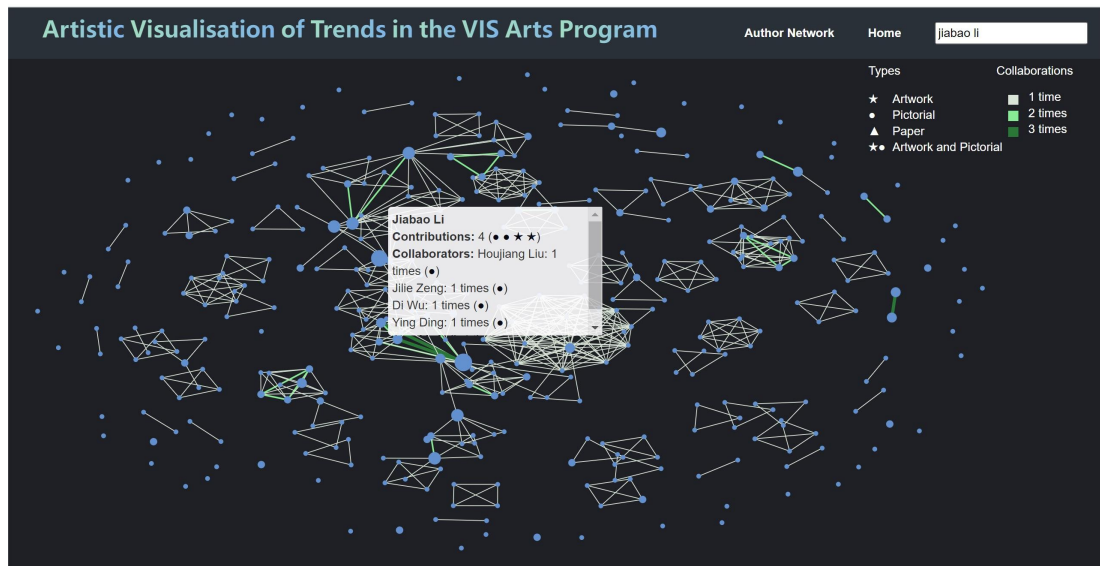 Artistic Visualisation of Trends in the VIS Arts Program
Author Network
Home
jiabao li
Types
Collaborations
★ Artwork
● Pictorial
▲ Paper
★● Artwork and Pictorial
1 time
2 times
3 times
Jiabao Li
Contributions: 4 (● ● ★ ★)
Collaborators: Houjiang Liu: 1
times (●)
Jilie Zeng: 1 times (●)
Di Wu: 1 times (●)
Ying Ding: 1 times (●)